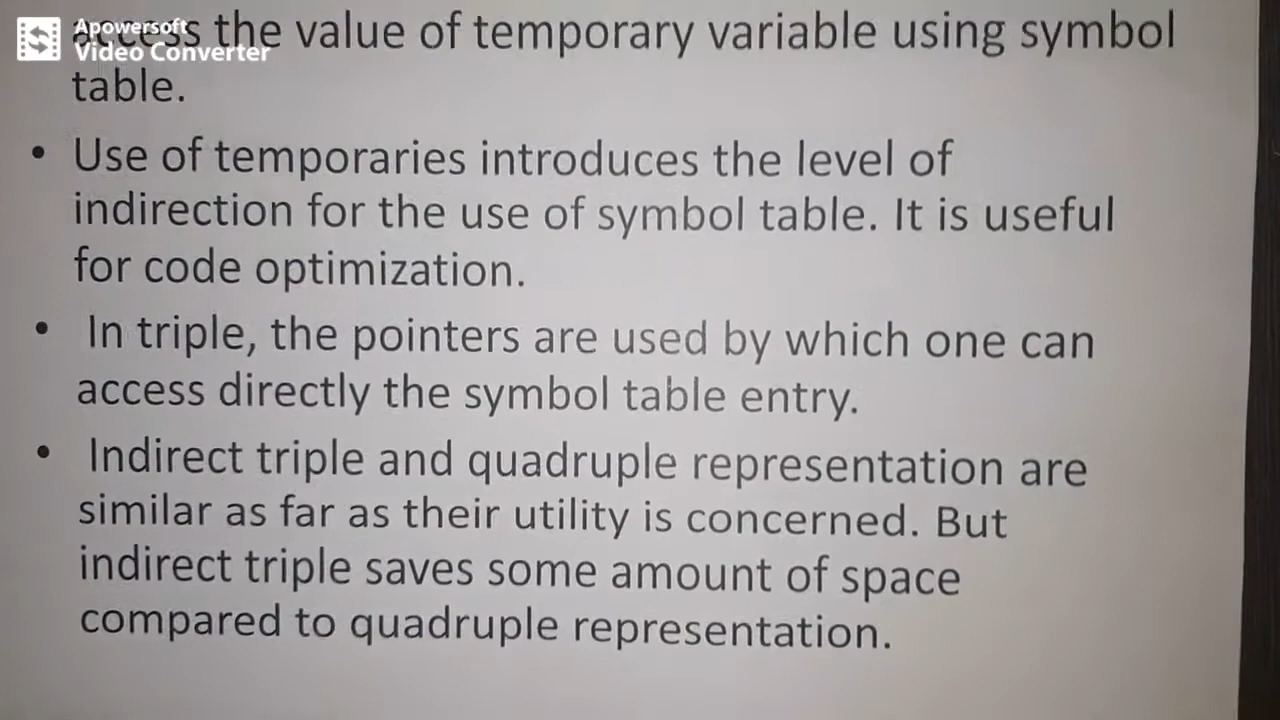 Apowersoft
Video Converter
access the value of temporary variable using symbol
table.
• Use of temporaries introduces the level of
indirection for the use of symbol table. It is useful
for code optimization.
• In triple, the pointers are used by which one can
access directly the symbol table entry.
• Indirect triple and quadruple representation are
similar as far as their utility is concerned. But
indirect triple saves some amount of space
compared to quadruple representation.